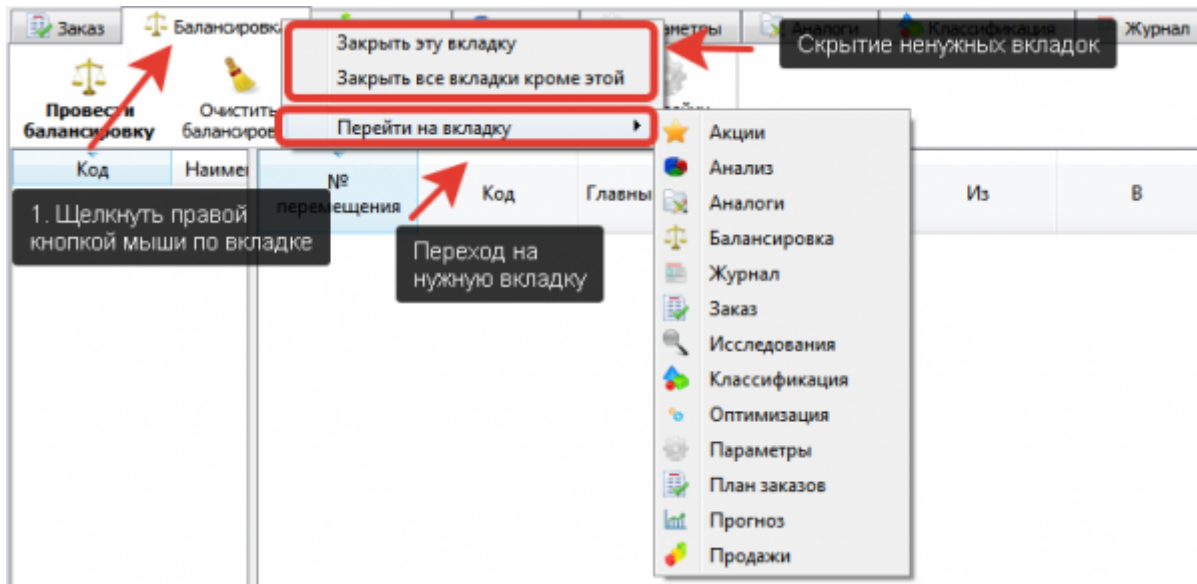 Заказ
Балансировка
Аналоги
Классификация
Журнал
Закрыть эту вкладку
Закрыть все вкладки кроме этой
Скрытие ненужных вкладок
Провести
балансировку
Очистить
Перейти на вкладку
Код
№
перемещения
Код
Из
В
1. Щелкнуть правой
кнопкой мыши по вкладке
Переход на
нужную вкладку
Акции
Анализ
Аналоги
Балансировка
Журнал
Заказ
Исследования
Классификация
Оптимизация
Параметры
План заказов
Прогноз
Продажи